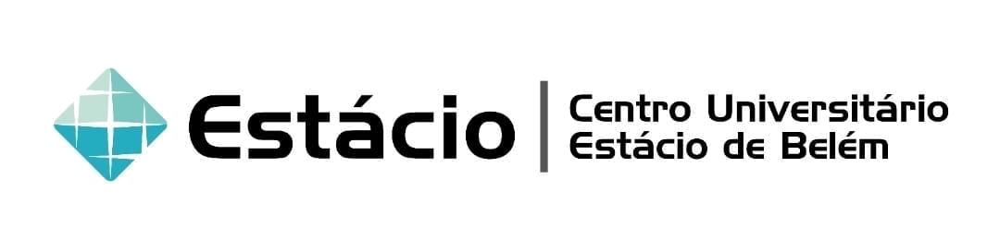 Estácio
Centro Universitário
Estácio de Belém